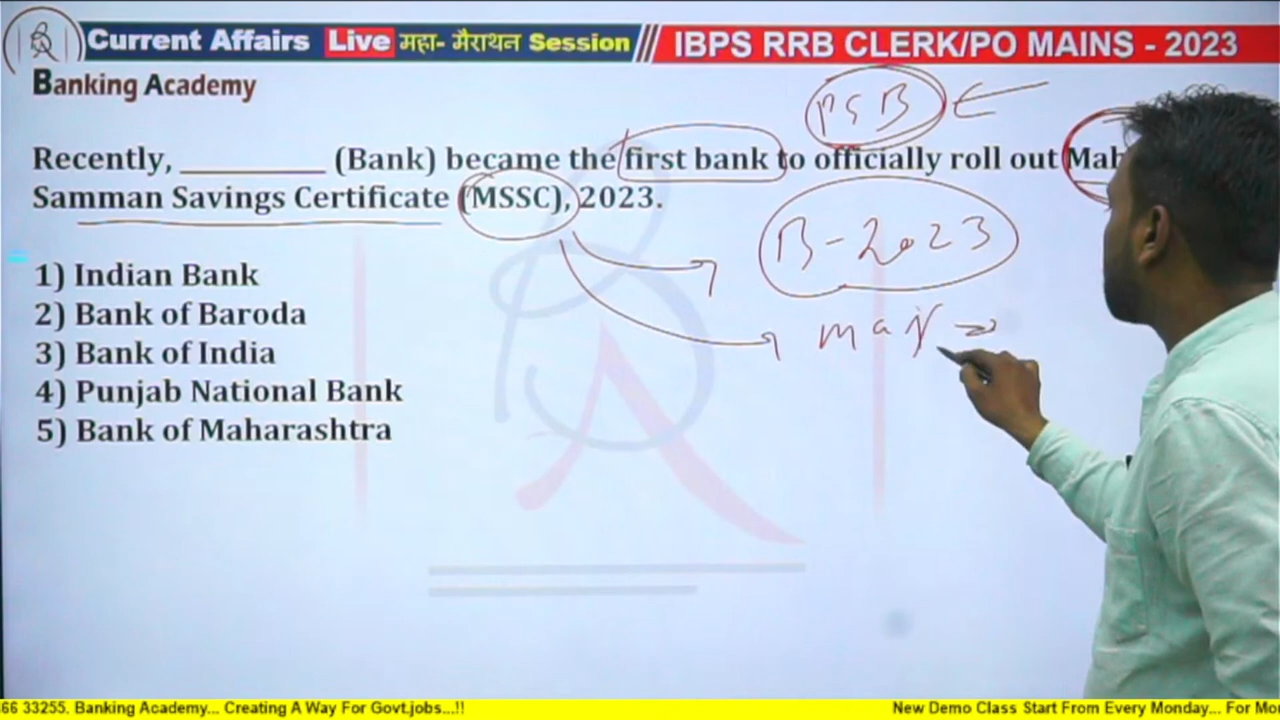 Current Affairs Live महा- मैराथन Session
IBPS RRB CLERK/PO MAINS - 2023
Banking Academy
PSB
Recently, __________ (Bank) became the first bank to officially roll out Mah
Samman Savings Certificate (MSSC), 2023.
B-2023
1) Indian Bank
2) Bank of Baroda
3) Bank of India
4) Punjab National Bank
5) Bank of Maharashtra
66 33255. Banking Academy... Creating A Way For Govt.jobs...!!
New Demo Class Start From Every Monday... For Mo